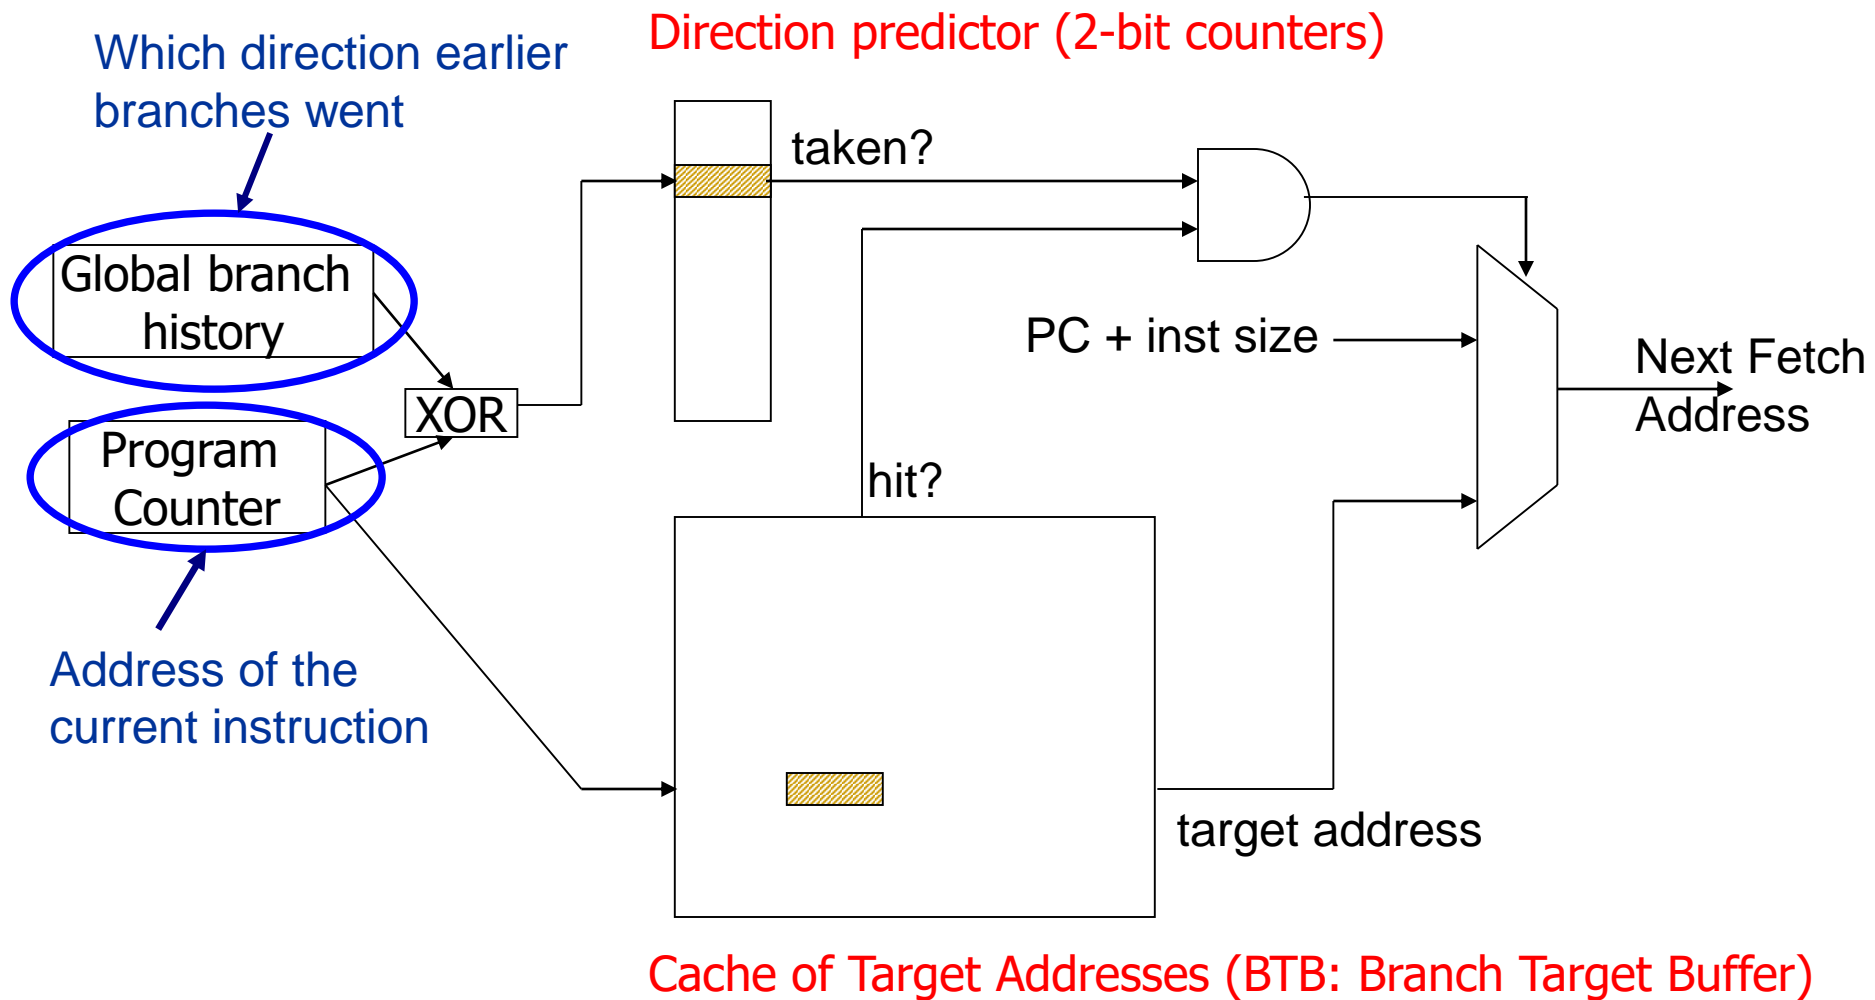 Direction predictor (2-bit counters)
Which direction earlier
branches went
taken?
Global branch
history
PC + inst size
Next Fetch
Address
XOR
Program
Counter
hit?
Address of the
current instruction
target address
Cache of Target Addresses (BTB: Branch Target Buffer)